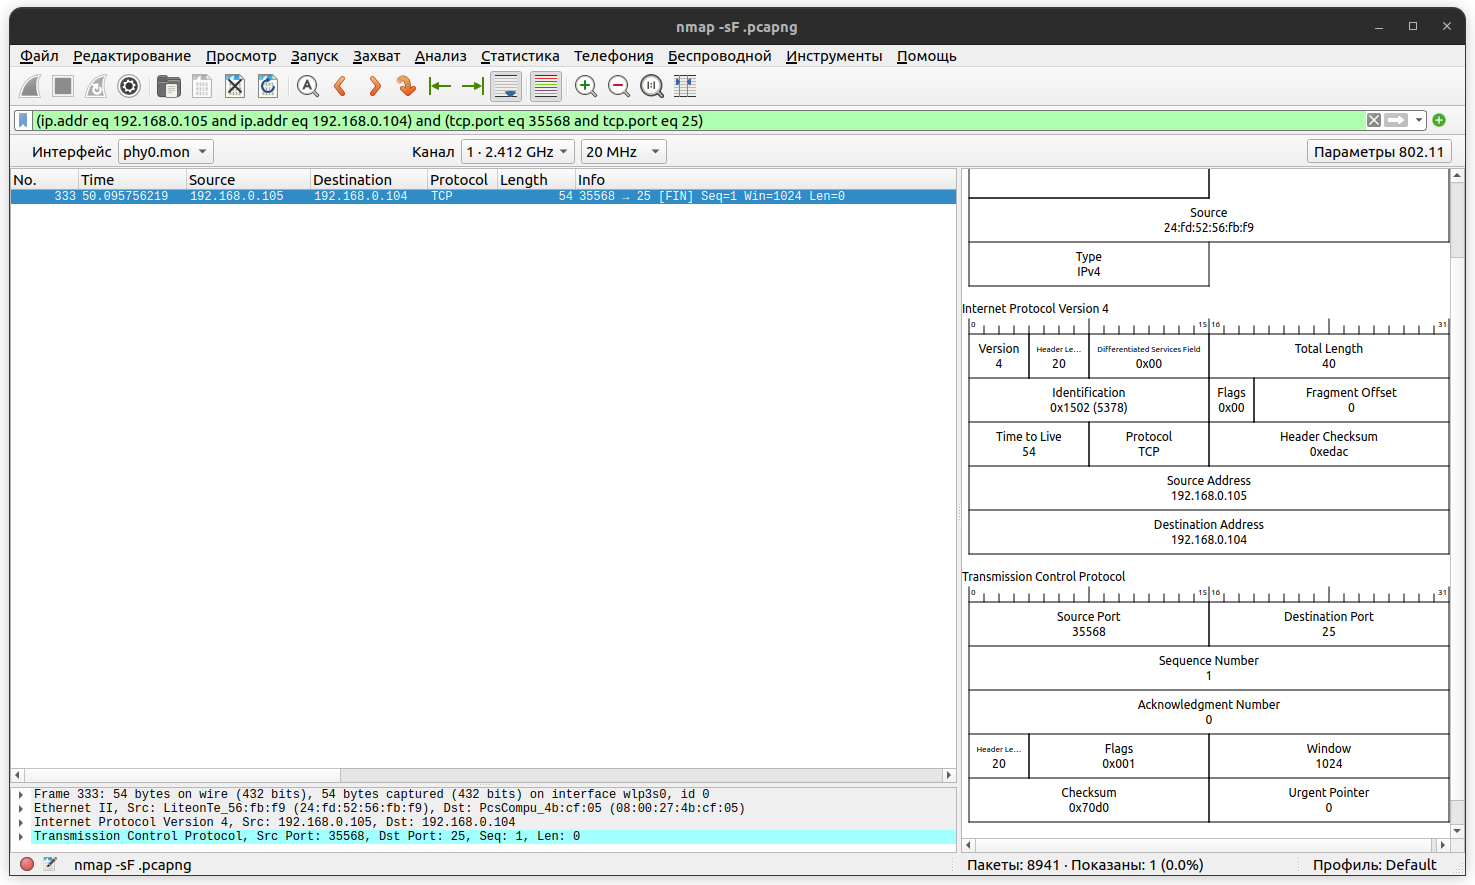 nmap -sF .pcapng
Файл Редактирование Просмотр Запуск Захват Анализ Статистика Телефония Беспроводной Инструменты Помощь
(ip.addr eq 192.168.0.105 and ip.addr eq 192.168.0.104) and (tcp.port eq 35568 and tcp.port eq 25)
Интерфейс phy0.mon Канал 1 · 2.412 GHz 20 MHz Параметры 802.11
No. Time Source Destination Protocol Length Info
333 50.095756219 192.168.0.105 192.168.0.104 TCP 54 35568 → 25 [FIN] Seq=1 Win=1024 Len=0
Source
24:fd:52:56:fb:f9
Type
IPv4
Internet Protocol Version 4
0 15 16 31
Version Header Le... Differentiated Services Field Total Length
4 20 0x00 40
Identification Flags Fragment Offset
0x1502 (5378) 0x00 0
Time to Live Protocol Header Checksum
54 TCP 0xedac
Source Address
192.168.0.105
Destination Address
192.168.0.104
Transmission Control Protocol
0 15 16 31
Source Port Destination Port
35568 25
Sequence Number
1
Acknowledgment Number
0
Header Le... Flags Window
20 0x001 1024
Checksum Urgent Pointer
0x70d0 0
Frame 333: 54 bytes on wire (432 bits), 54 bytes captured (432 bits) on interface wlp3s0, id 0
Ethernet II, Src: LiteonTe_56:fb:f9 (24:fd:52:56:fb:f9), Dst: PcsCompu_4b:cf:05 (08:00:27:4b:cf:05)
Internet Protocol Version 4, Src: 192.168.0.105, Dst: 192.168.0.104
Transmission Control Protocol, Src Port: 35568, Dst Port: 25, Seq: 1, Len: 0
nmap -sF .pcapng
Пакеты: 8941 · Показаны: 1 (0.0%)
Профиль: Default